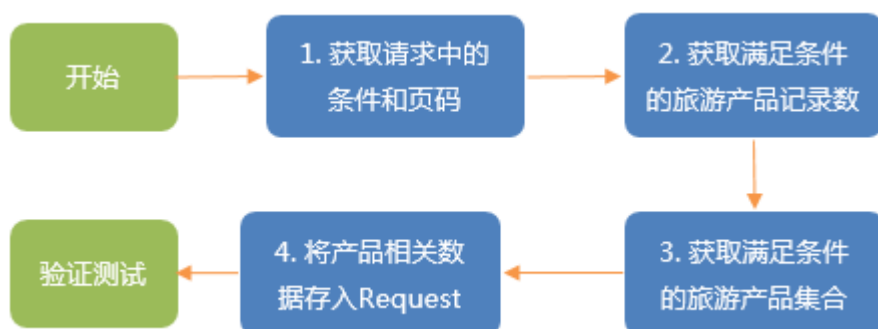 开始
1. 获取请求中的
条件和页码
2. 获取满足条件
的旅游产品记录数
3. 获取满足条件
的旅游产品集合
4. 将产品相关数
据存入Request
验证测试